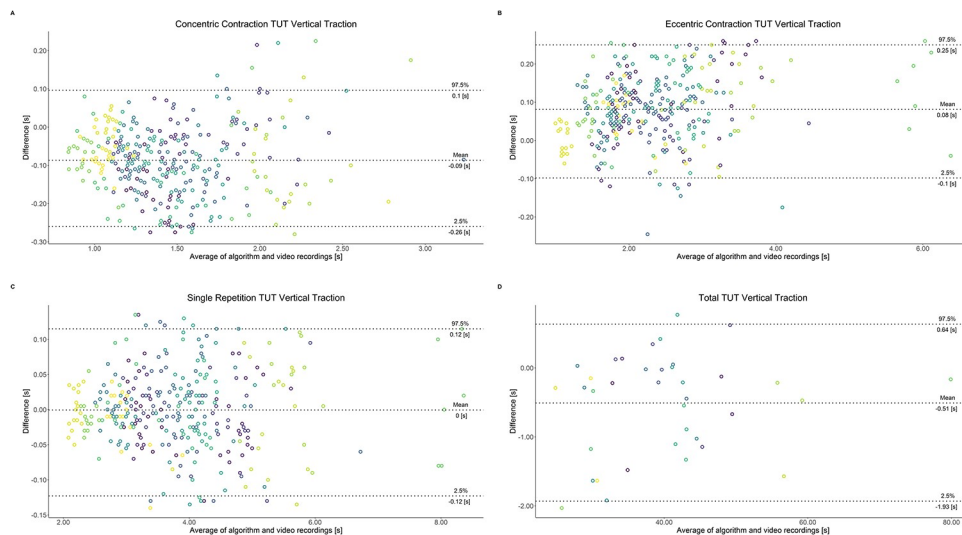 A
Concentric Contraction TUT Vertical Traction
Difference [s]
0.20
0.10
0.00
-0.10
-0.20
-0.30
97.5%
0.1 [s]
Mean
-0.09 [s]
2.5%
-0.26 [s]
1.00 1.50 2.00 2.50 3.00
Average of algorithm and video recordings [s]
B
Eccentric Contraction TUT Vertical Traction
Difference [s]
0.20
0.10
0.00
-0.10
-0.20
97.5%
0.25 [s]
Mean
0.08 [s]
2.5%
-0.1 [s]
2.00 4.00 6.00
Average of algorithm and video recordings [s]
C
Single Repetition TUT Vertical Traction
Difference [s]
0.10
0.05
0.00
-0.05
-0.10
-0.15
97.5%
0.12 [s]
Mean
0 [s]
2.5%
-0.12 [s]
2.00 4.00 6.00 8.00
Average of algorithm and video recordings [s]
D
Total TUT Vertical Traction
Difference [s]
0.00
-1.00
-2.00
97.5%
0.64 [s]
Mean
-0.51 [s]
2.5%
-1.93 [s]
40.00 60.00 80.00
Average of algorithm and video recordings [s]